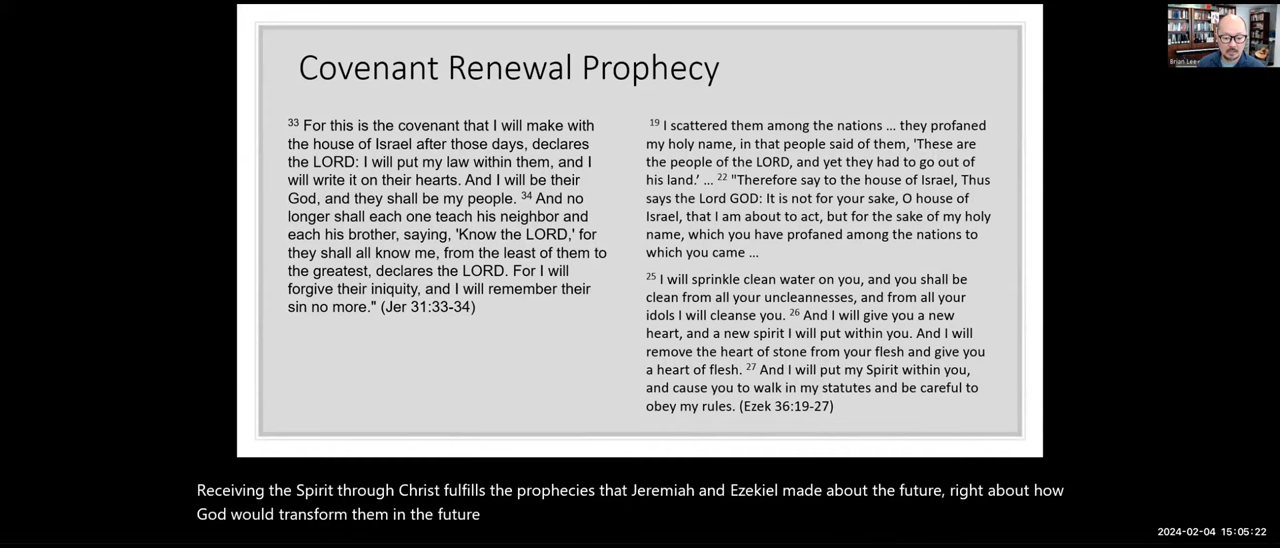 Covenant Renewal Prophecy
33 For this is the covenant that I will make with
the house of Israel after those days, declares
the LORD: I will put my law within them, and I
will write it on their hearts. And I will be their
God, and they shall be my people. 34 And no
longer shall each one teach his neighbor and
each his brother, saying, 'Know the LORD,' for
they shall all know me, from the least of them to
the greatest, declares the LORD. For I will
forgive their iniquity, and I will remember their
sin no more." (Jer 31:33-34)
19 I scattered them among the nations ... they profaned
my holy name, in that people said of them, 'These are
the people of the LORD, and yet they had to go out of
his land.’ ... 22 "Therefore say to the house of Israel, Thus
says the Lord GOD: It is not for your sake, O house of
Israel, that I am about to act, but for the sake of my holy
name, which you have profaned among the nations to
which you came ...
25 I will sprinkle clean water on you, and you shall be
clean from all your uncleannesses, and from all your
idols I will cleanse you. 26 And I will give you a new
heart, and a new spirit I will put within you. And I will
remove the heart of stone from your flesh and give you
a heart of flesh. 27 And I will put my Spirit within you,
and cause you to walk in my statutes and be careful to
obey my rules. (Ezek 36:19-27)
Brian Lee
Receiving the Spirit through Christ fulfills the prophecies that Jeremiah and Ezekiel made about the future, right about how
God would transform them in the future
2024-02-04 15:05:22